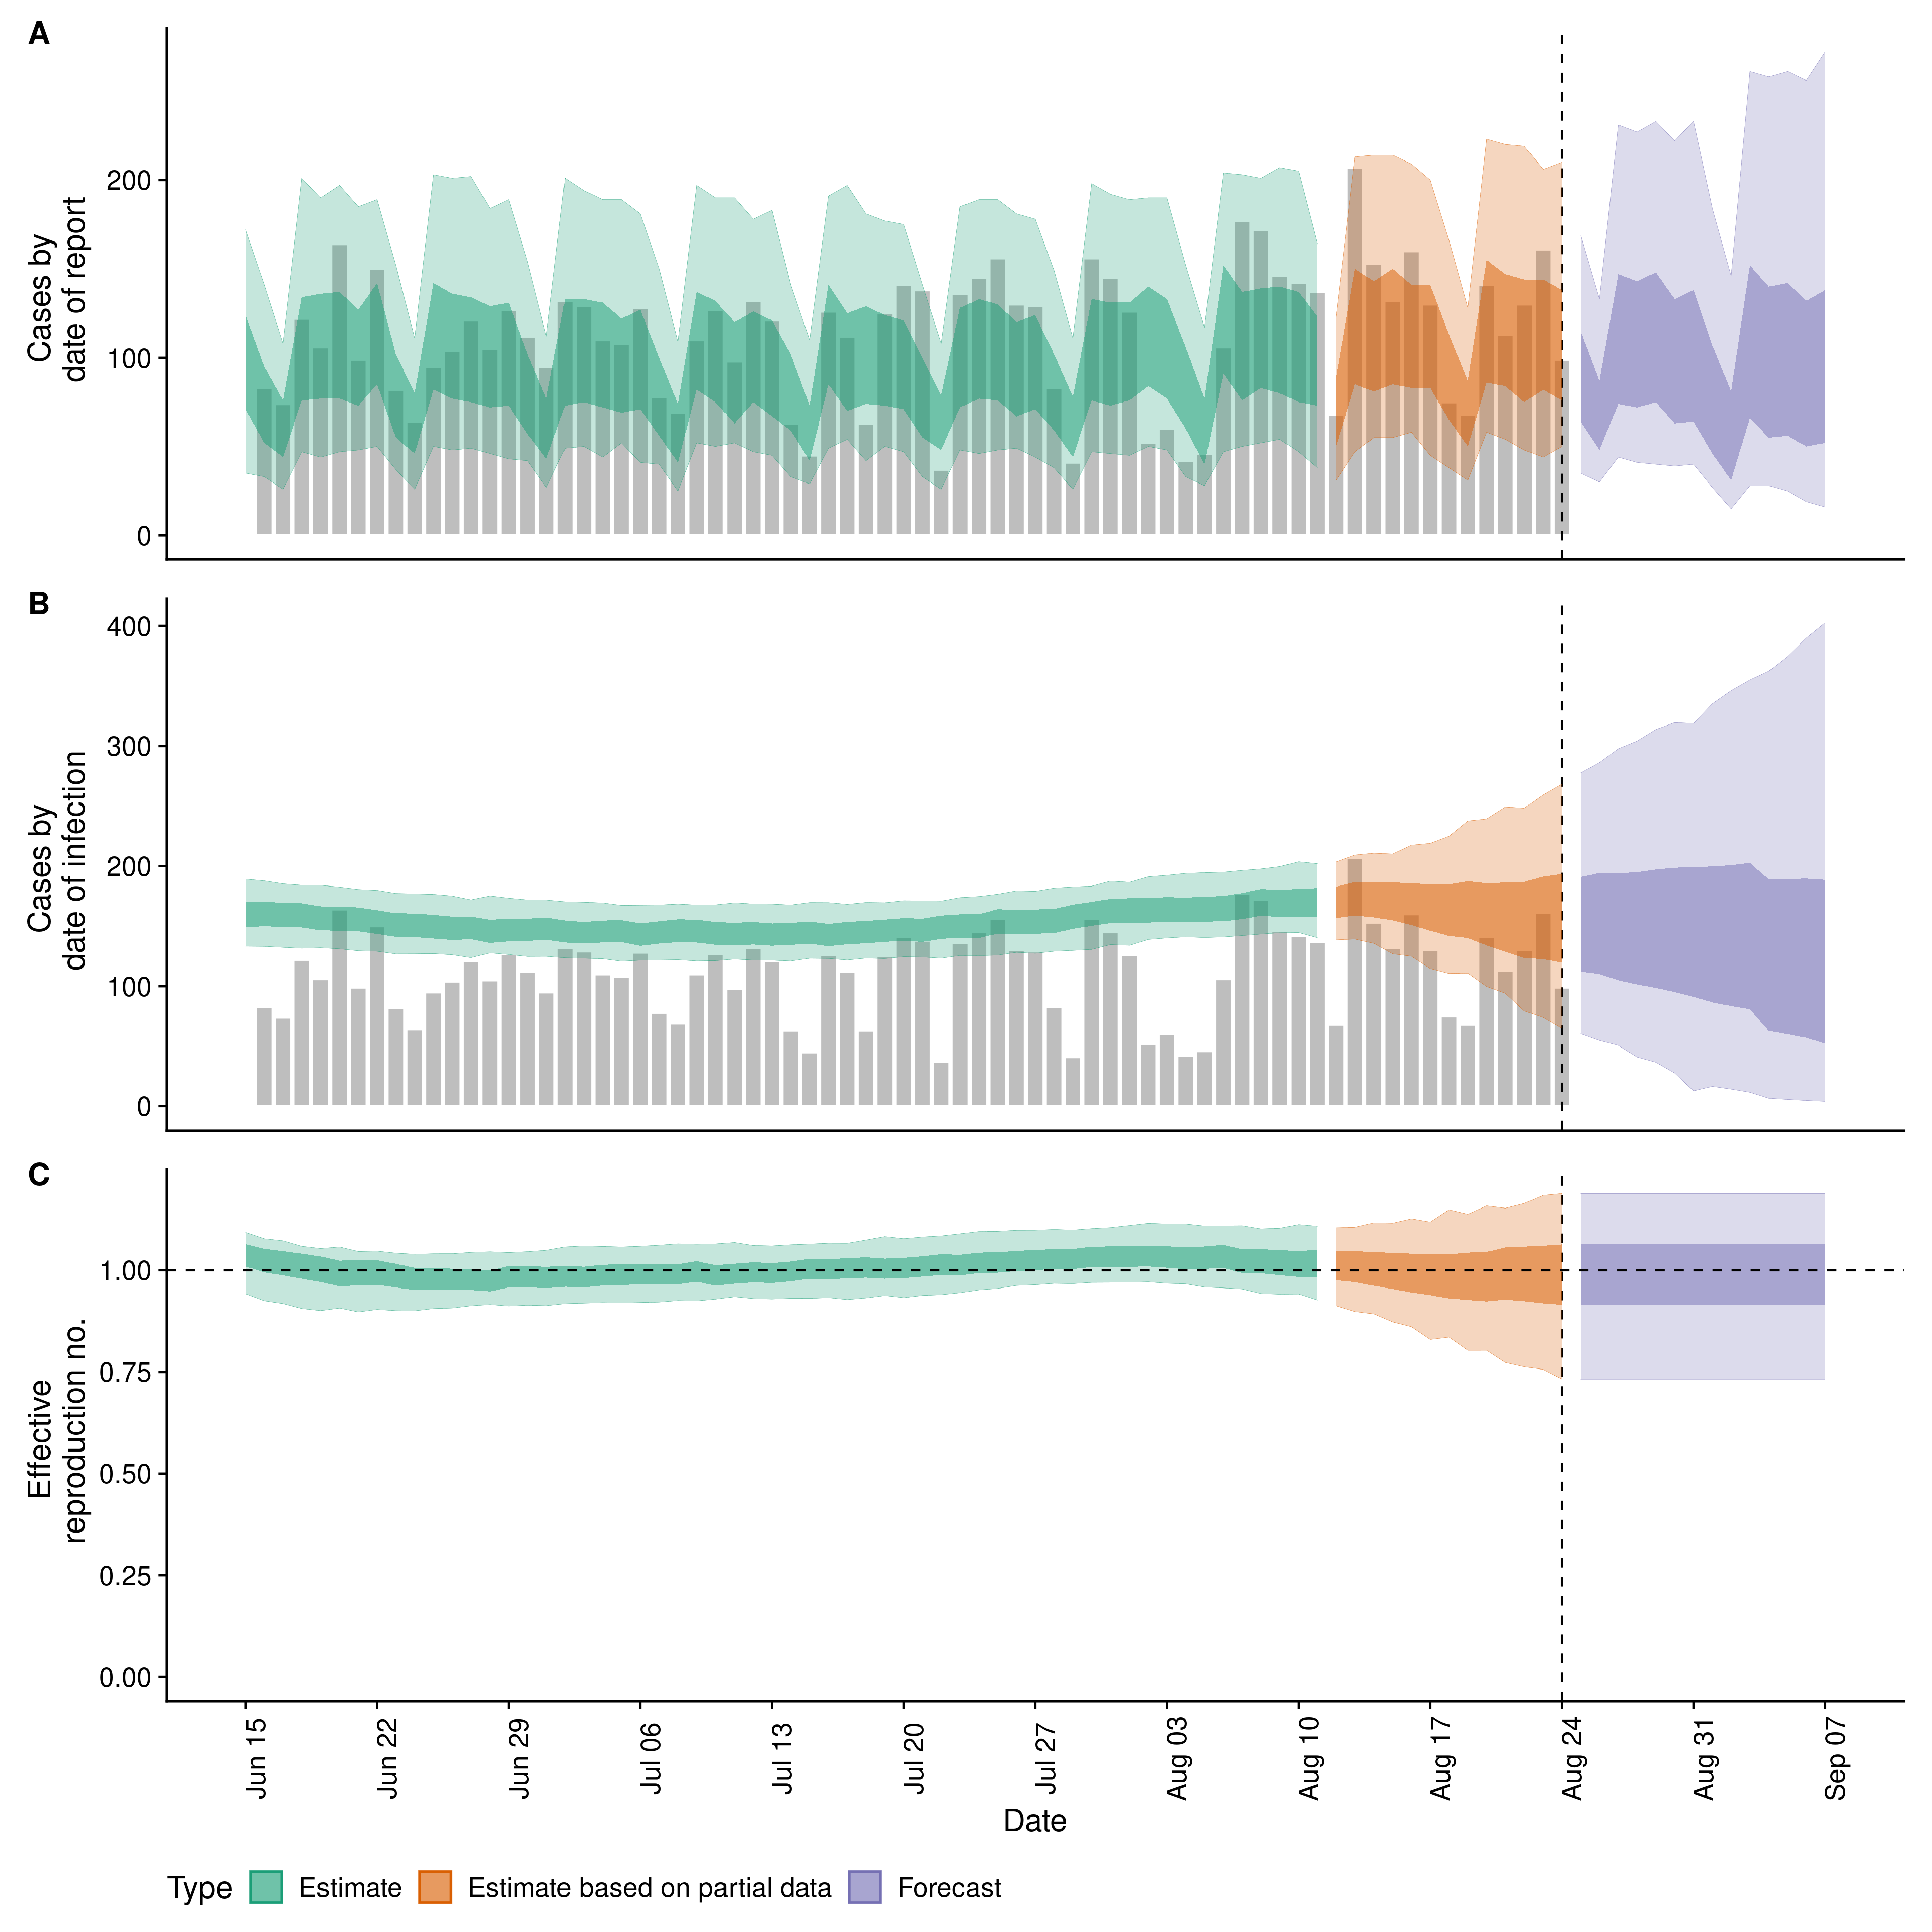 A
Cases by
date of report
200
100
0
B
Cases by
date of infection
400
300
200
100
0
C
Effective
reproduction no.
1.00
0.75
0.50
0.25
0.00
Jun 15
Jun 22
Jun 29
Jul 06
Jul 13
Jul 20
Jul 27
Aug 03
Aug 10
Aug 17
Aug 24
Aug 31
Sep 07
Date
Type Estimate Estimate based on partial data Forecast